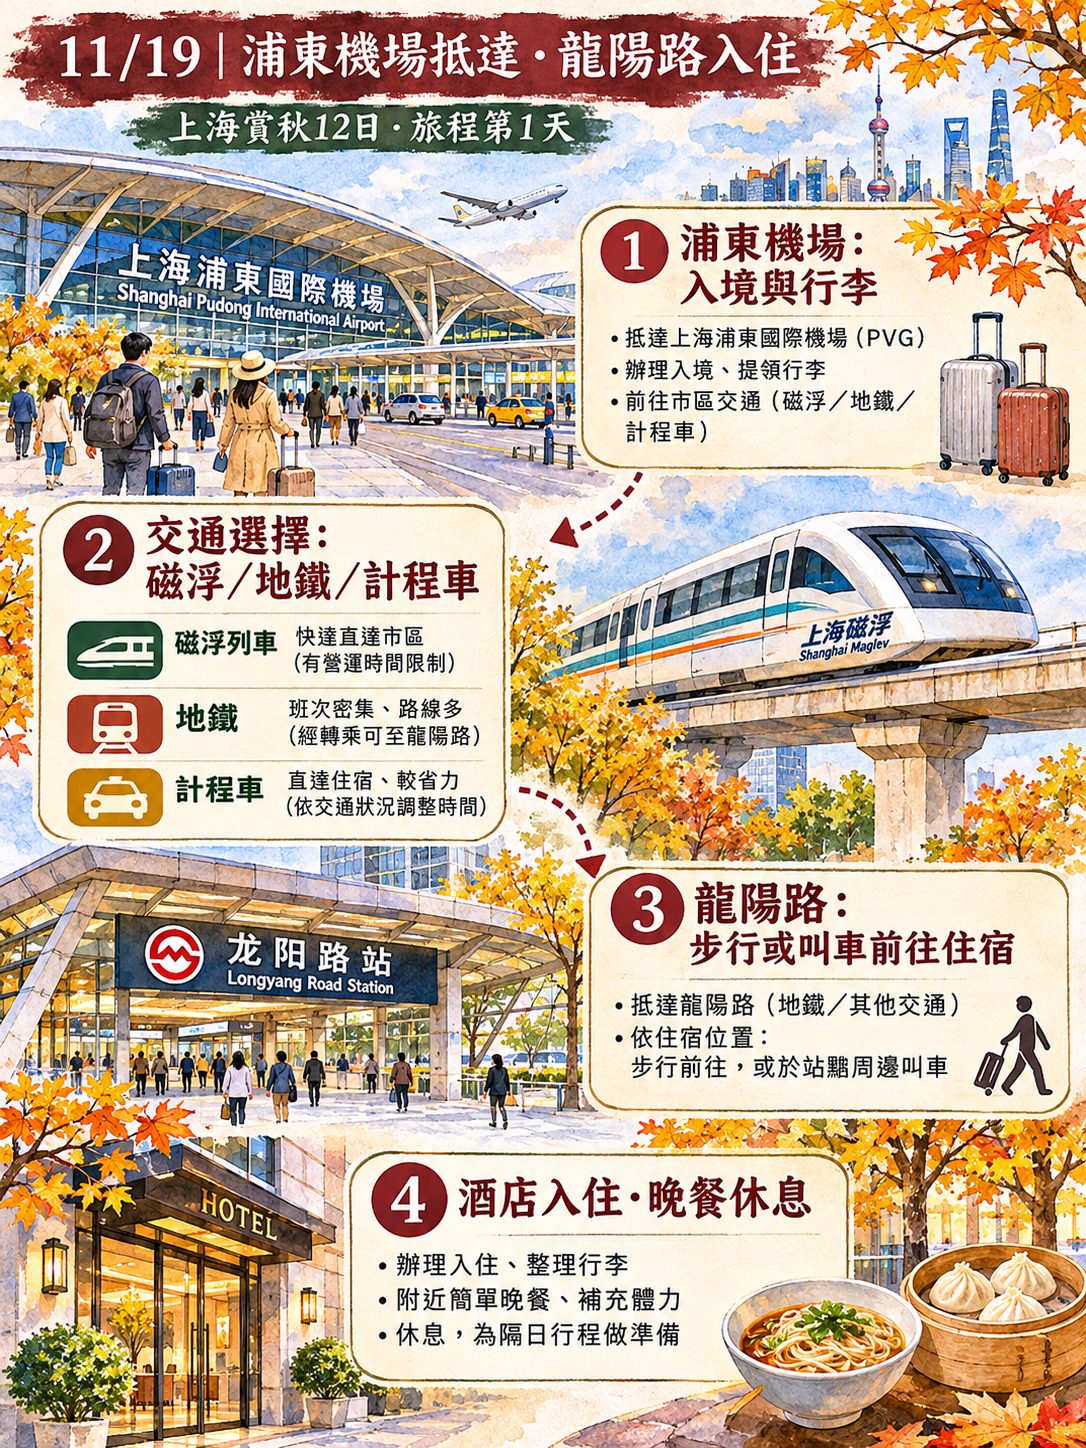 11/19｜浦東機場抵達·龍陽路入住
上海賞秋12日·旅程第1天
上海浦東國際機場
Shanghai Pudong International Airport
1
浦東機場：
入境與行李
•抵達上海浦東國際機場（PVG）
•辦理入境、提領行李
•前往市區交通（磁浮／地鐵／
計程車）
2
交通選擇：
磁浮／地鐵／計程車
磁浮列車
快達直達市區
（有營運時間限制）
地鐵
班次密集、路線多
（經轉乘可至龍陽路）
計程車
直達住宿、較省力
（依交通狀況調整時間）
上海磁浮
Shanghai Maglev
龙阳路站
Longyang Road Station
3
龍陽路：
步行或叫車前往住宿
•抵達龍陽路（地鐵／其他交通）
•依住宿位置：
步行前往，或於站周邊叫車
HOTEL
4
酒店入住·晚餐休息
•辦理入住、整理行李
•附近簡單晚餐、補充體力
•休息，為隔日行程做準備